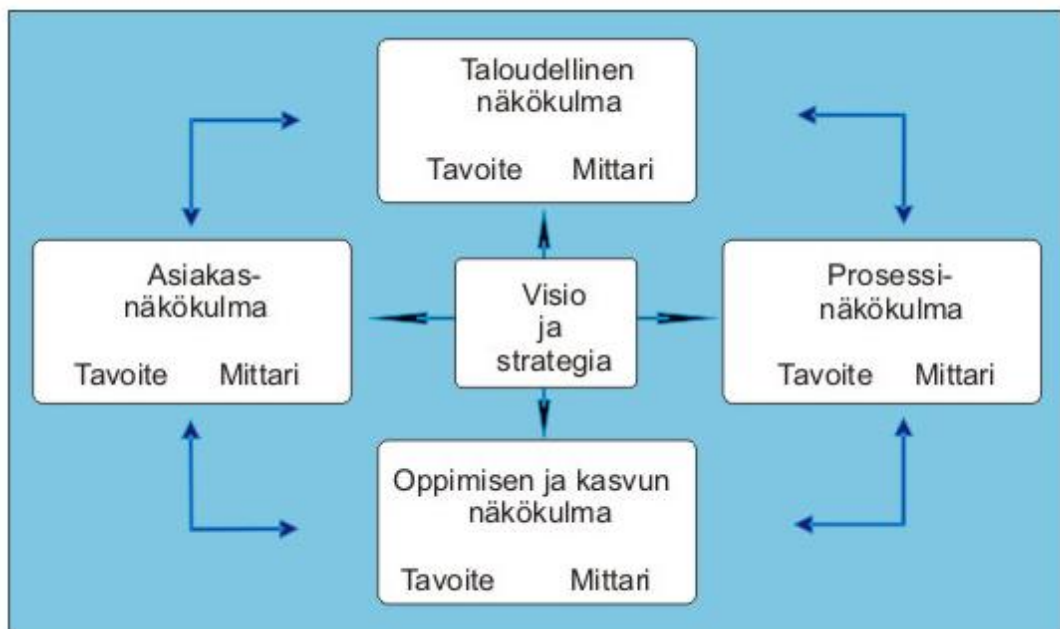 Taloudellinen
näkökulma
Tavoite Mittari
Asiakas-
näkökulma
Tavoite Mittari
Visio
ja
strategia
Prosessi-
näkökulma
Tavoite Mittari
Oppimisen ja kasvun
näkökulma
Tavoite Mittari